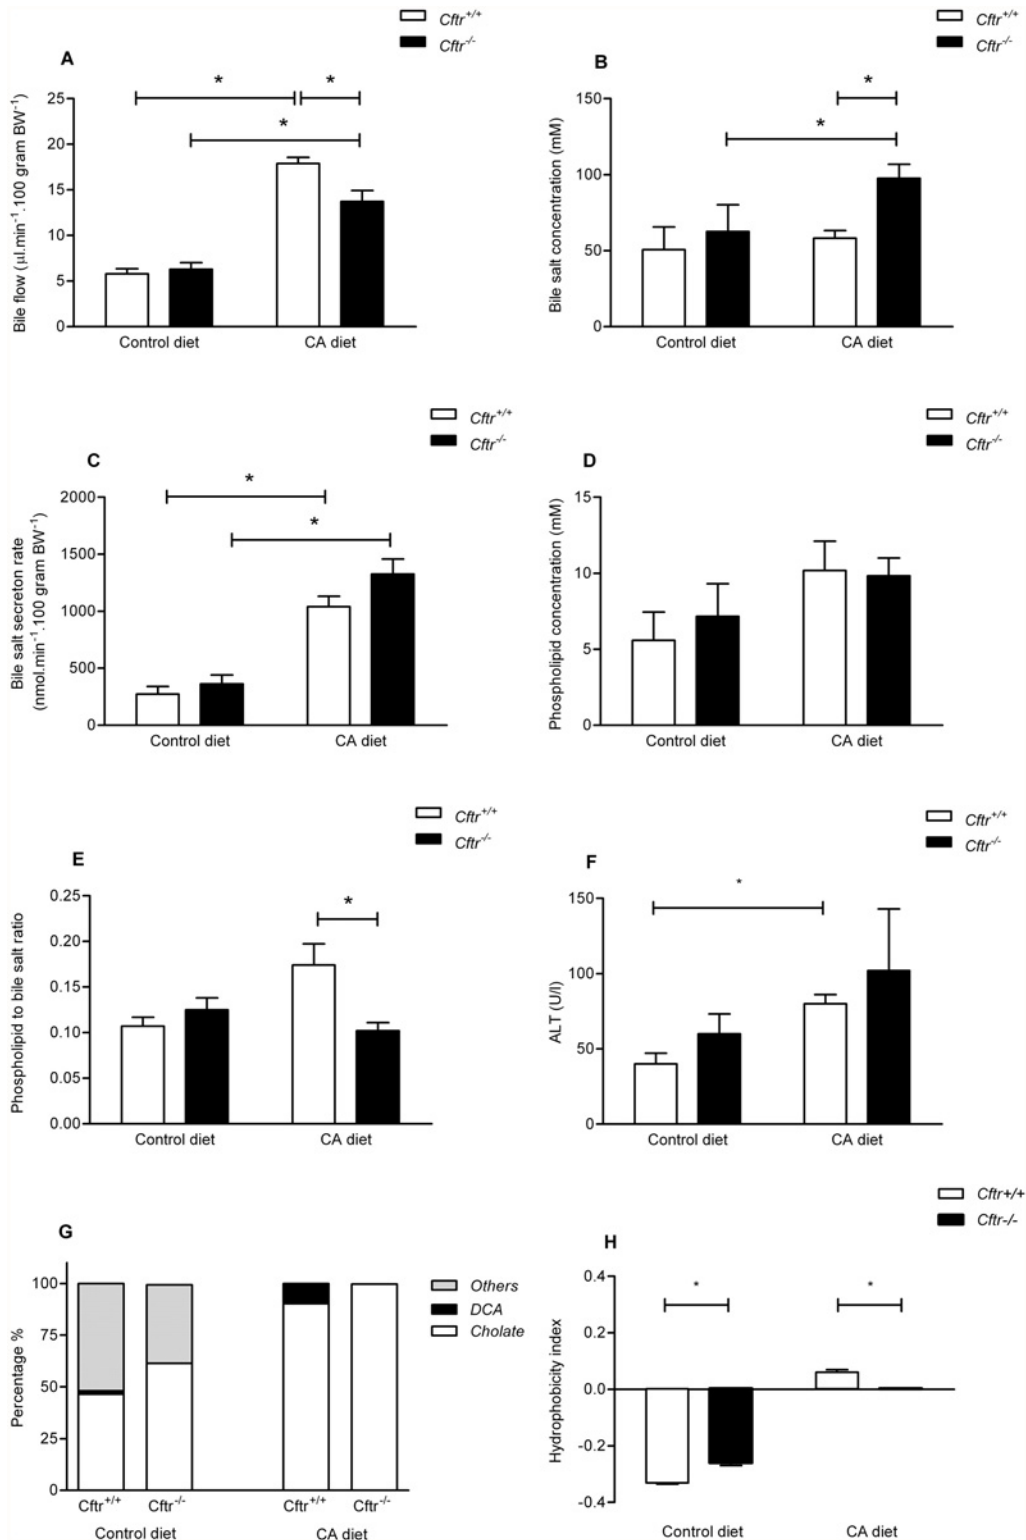 Cftr+/+
Cftr-/-
A
*
*
*
Bile flow (µl.min-1.100 gram BW-1)
25
20
15
10
5
0
Control diet
CA diet
Cftr+/+
Cftr-/-
B
*
*
Bile salt concentration (mM)
150
100
50
0
Control diet
CA diet
Cftr+/+
Cftr-/-
C
*
*
Bile salt secreton rate
(nmol.min-1.100 gram BW-1)
2000
1500
1000
500
0
Control diet
CA diet
Cftr+/+
Cftr-/-
D
Phospholipid concentration (mM)
15
10
5
0
Control diet
CA diet
Cftr+/+
Cftr-/-
E
*
Phospholipid to bile salt ratio
0.25
0.20
0.15
0.10
0.05
0.00
Control diet
CA diet
Cftr+/+
Cftr-/-
F
*
ALT (U/l)
150
100
50
0
Control diet
CA diet
G
Percentage %
100
75
50
25
0
Others
DCA
Cholate
Cftr+/+
Cftr-/-
Cftr+/+
Cftr-/-
Control diet
CA diet
Cftr+/+
Cftr-/-
H
*
*
Hydrophobicity index
0.4
0.2
0.0
-0.2
-0.4
Control diet
CA diet